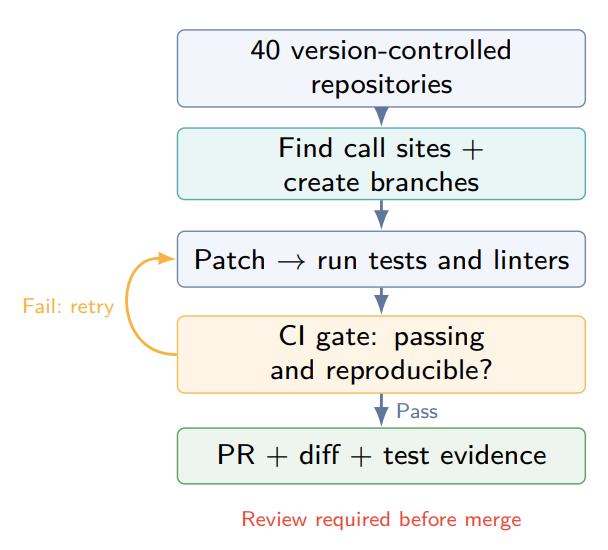 40 version-controlled
repositories
Find call sites +
create branches
Patch → run tests and linters
Fail: retry
CI gate: passing
and reproducible?
Pass
PR + diff + test evidence
Review required before merge